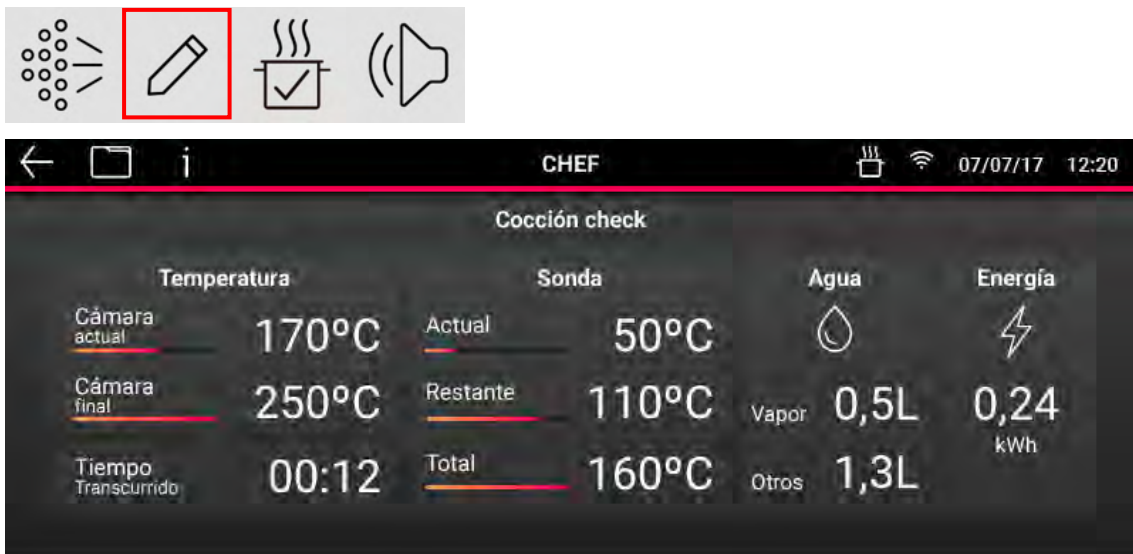 i CHEF 07/07/17 12:20
Cocción check
Temperatura
Cámara
actual
170ºC
Cámara
final
250ºC
Tiempo
Transcurrido
00:12
Sonda
Actual 50ºC
Restante 110ºC
Total 160ºC
Agua
Vapor 0,5L
Otros 1,3L
Energía
0,24
kWh